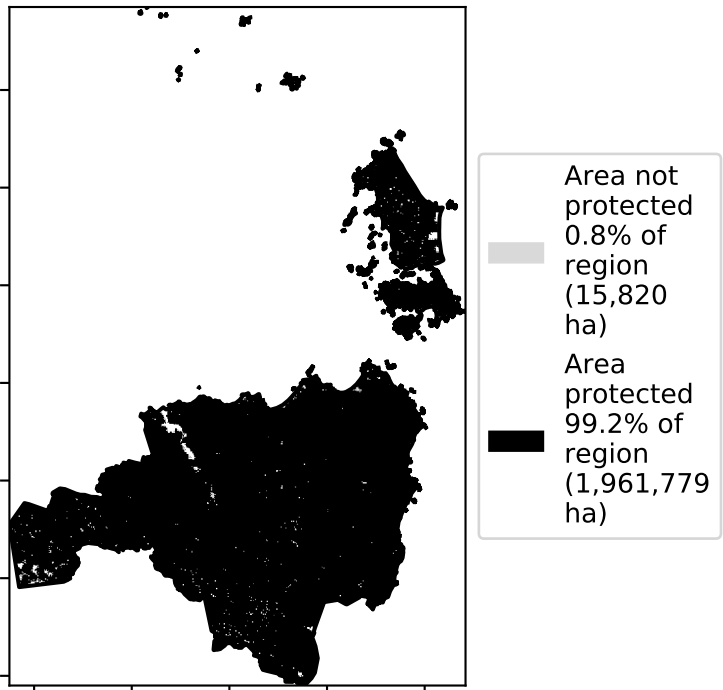 Area not
protected
0.8% of
region
(15,820
ha)
Area
protected
99.2% of
region
(1,961,779
ha)